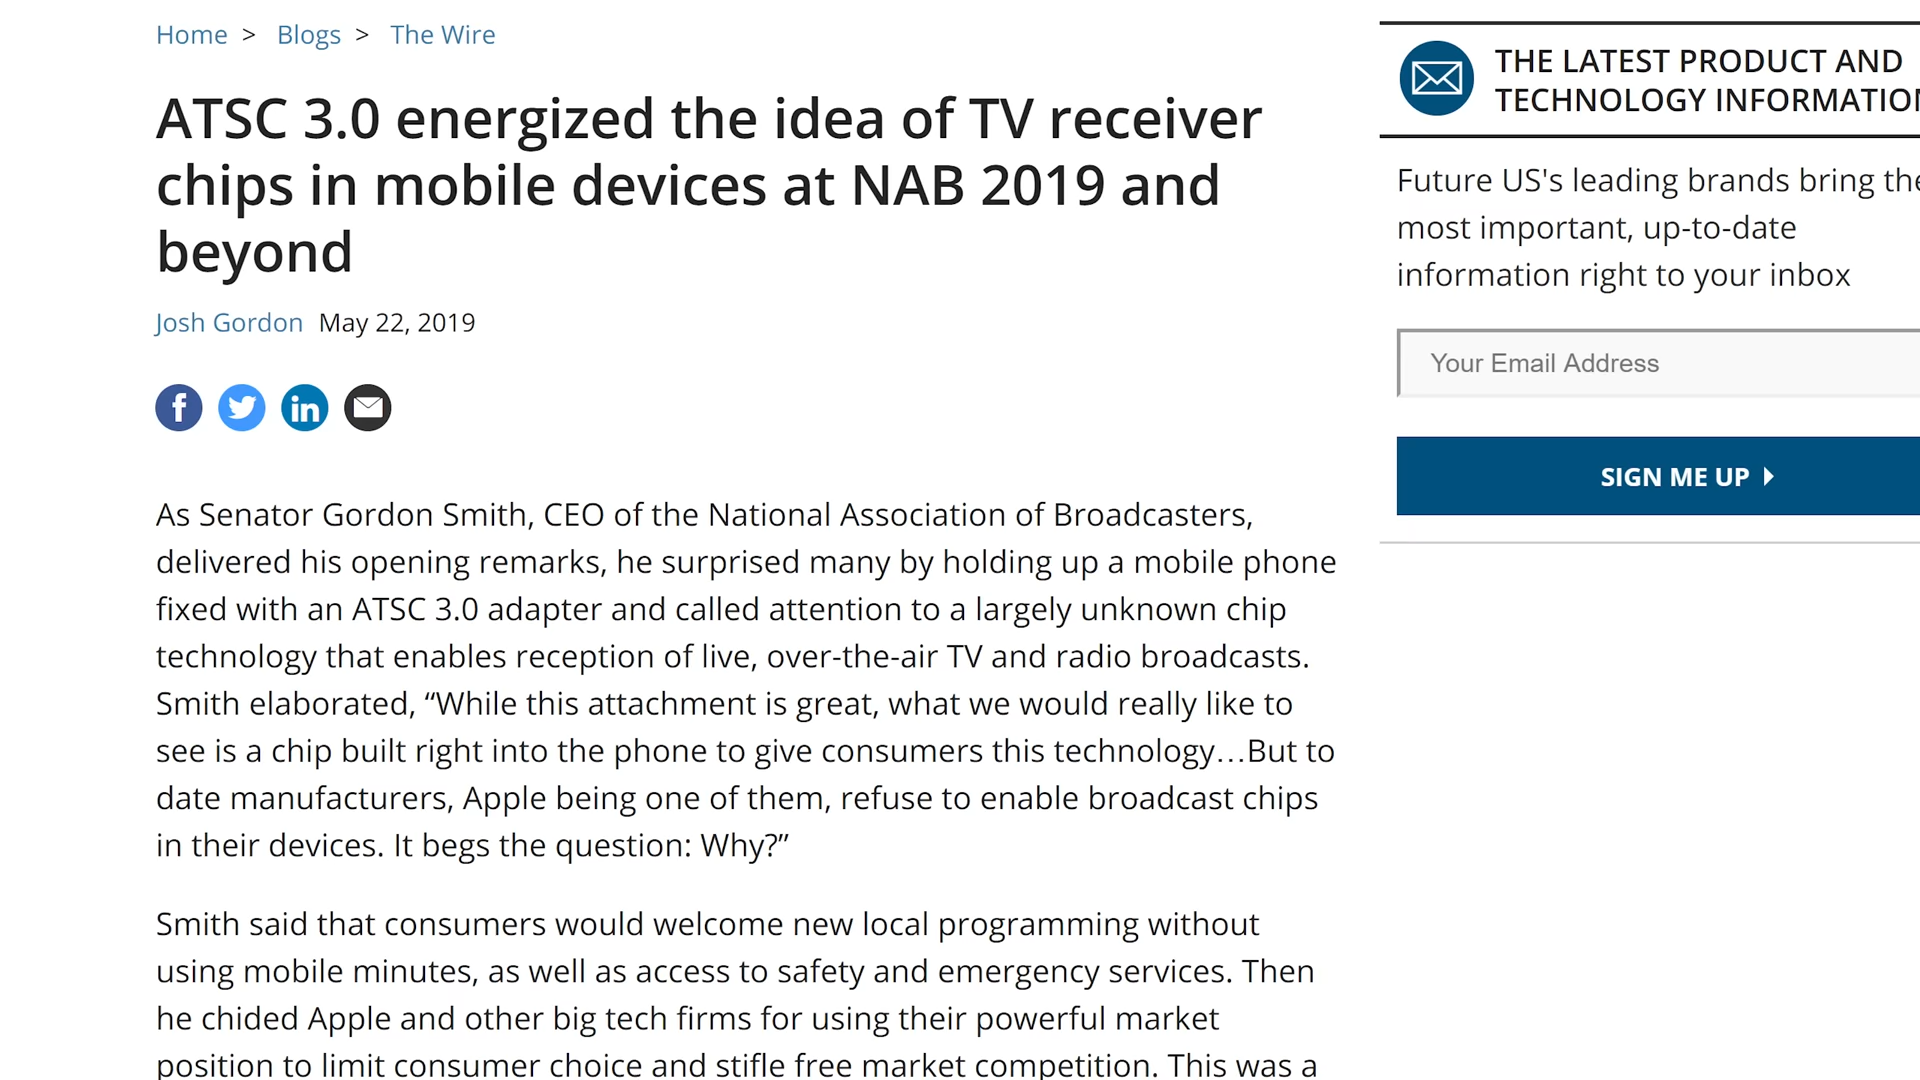 Home > Blogs > The Wire
ATSC 3.0 energized the idea of TV receiver
chips in mobile devices at NAB 2019 and
beyond
Josh Gordon May 22, 2019
As Senator Gordon Smith, CEO of the National Association of Broadcasters,
delivered his opening remarks, he surprised many by holding up a mobile phone
fixed with an ATSC 3.0 adapter and called attention to a largely unknown chip
technology that enables reception of live, over-the-air TV and radio broadcasts.
Smith elaborated, “While this attachment is great, what we would really like to
see is a chip built right into the phone to give consumers this technology…But to
date manufacturers, Apple being one of them, refuse to enable broadcast chips
in their devices. It begs the question: Why?”
Smith said that consumers would welcome new local programming without
using mobile minutes, as well as access to safety and emergency services. Then
he chided Apple and other big tech firms for using their powerful market
position to limit consumer choice and stifle free market competition. This was a
THE LATEST PRODUCT AND
TECHNOLOGY INFORMATION
Future US's leading brands bring the
most important, up-to-date
information right to your inbox
Your Email Address
SIGN ME UP